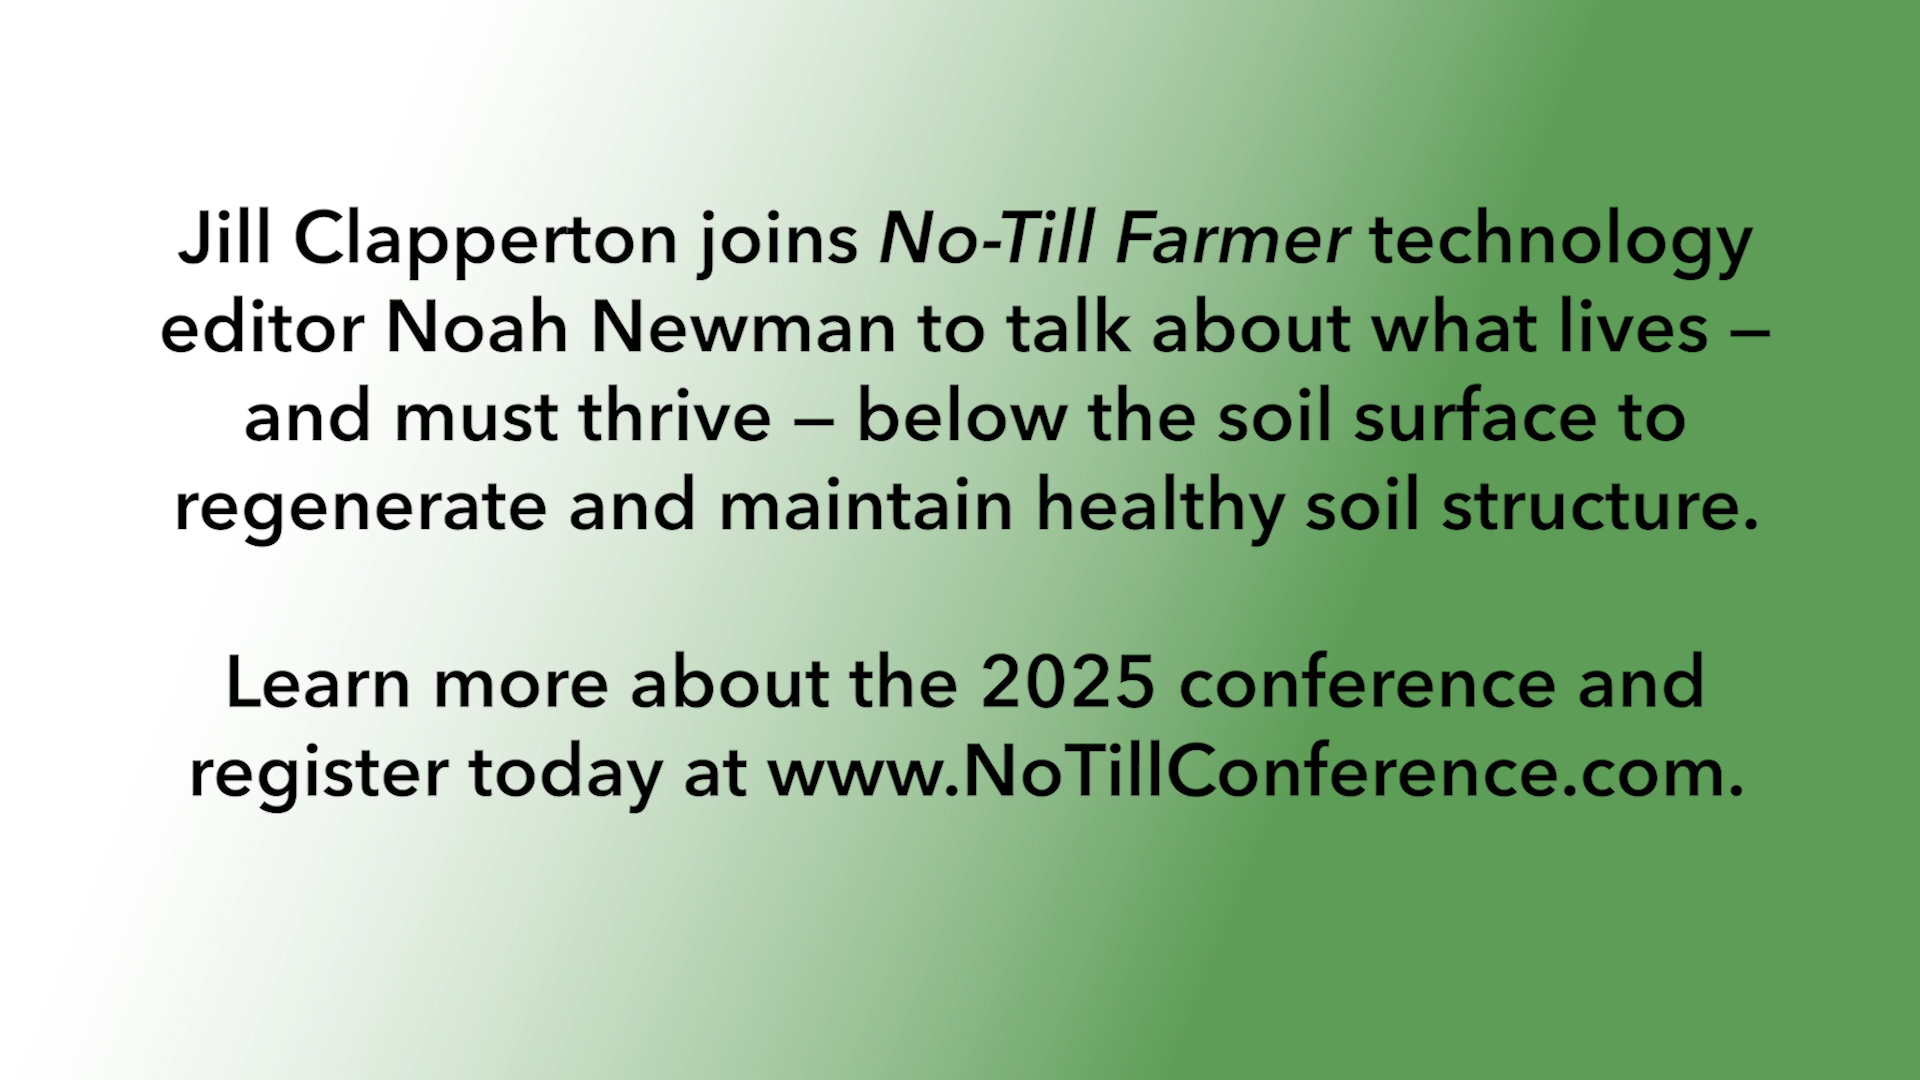 Jill Clapperton joins No-Till Farmer technology
editor Noah Newman to talk about what lives –
and must thrive – below the soil surface to
regenerate and maintain healthy soil structure.
Learn more about the 2025 conference and
register today at www.NoTillConference.com.